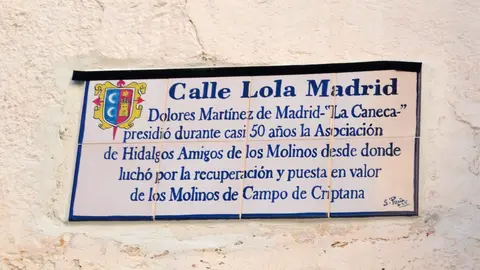 Calle Lola Madrid
Dolores Martínez de Madrid-"La Caneca-"
presidió durante casi 50 años la Asociación
de Hidalgos Amigos de los Molinos desde donde
luchó por la recuperación y puesta en valor
de los Molinos de Campo de Criptana